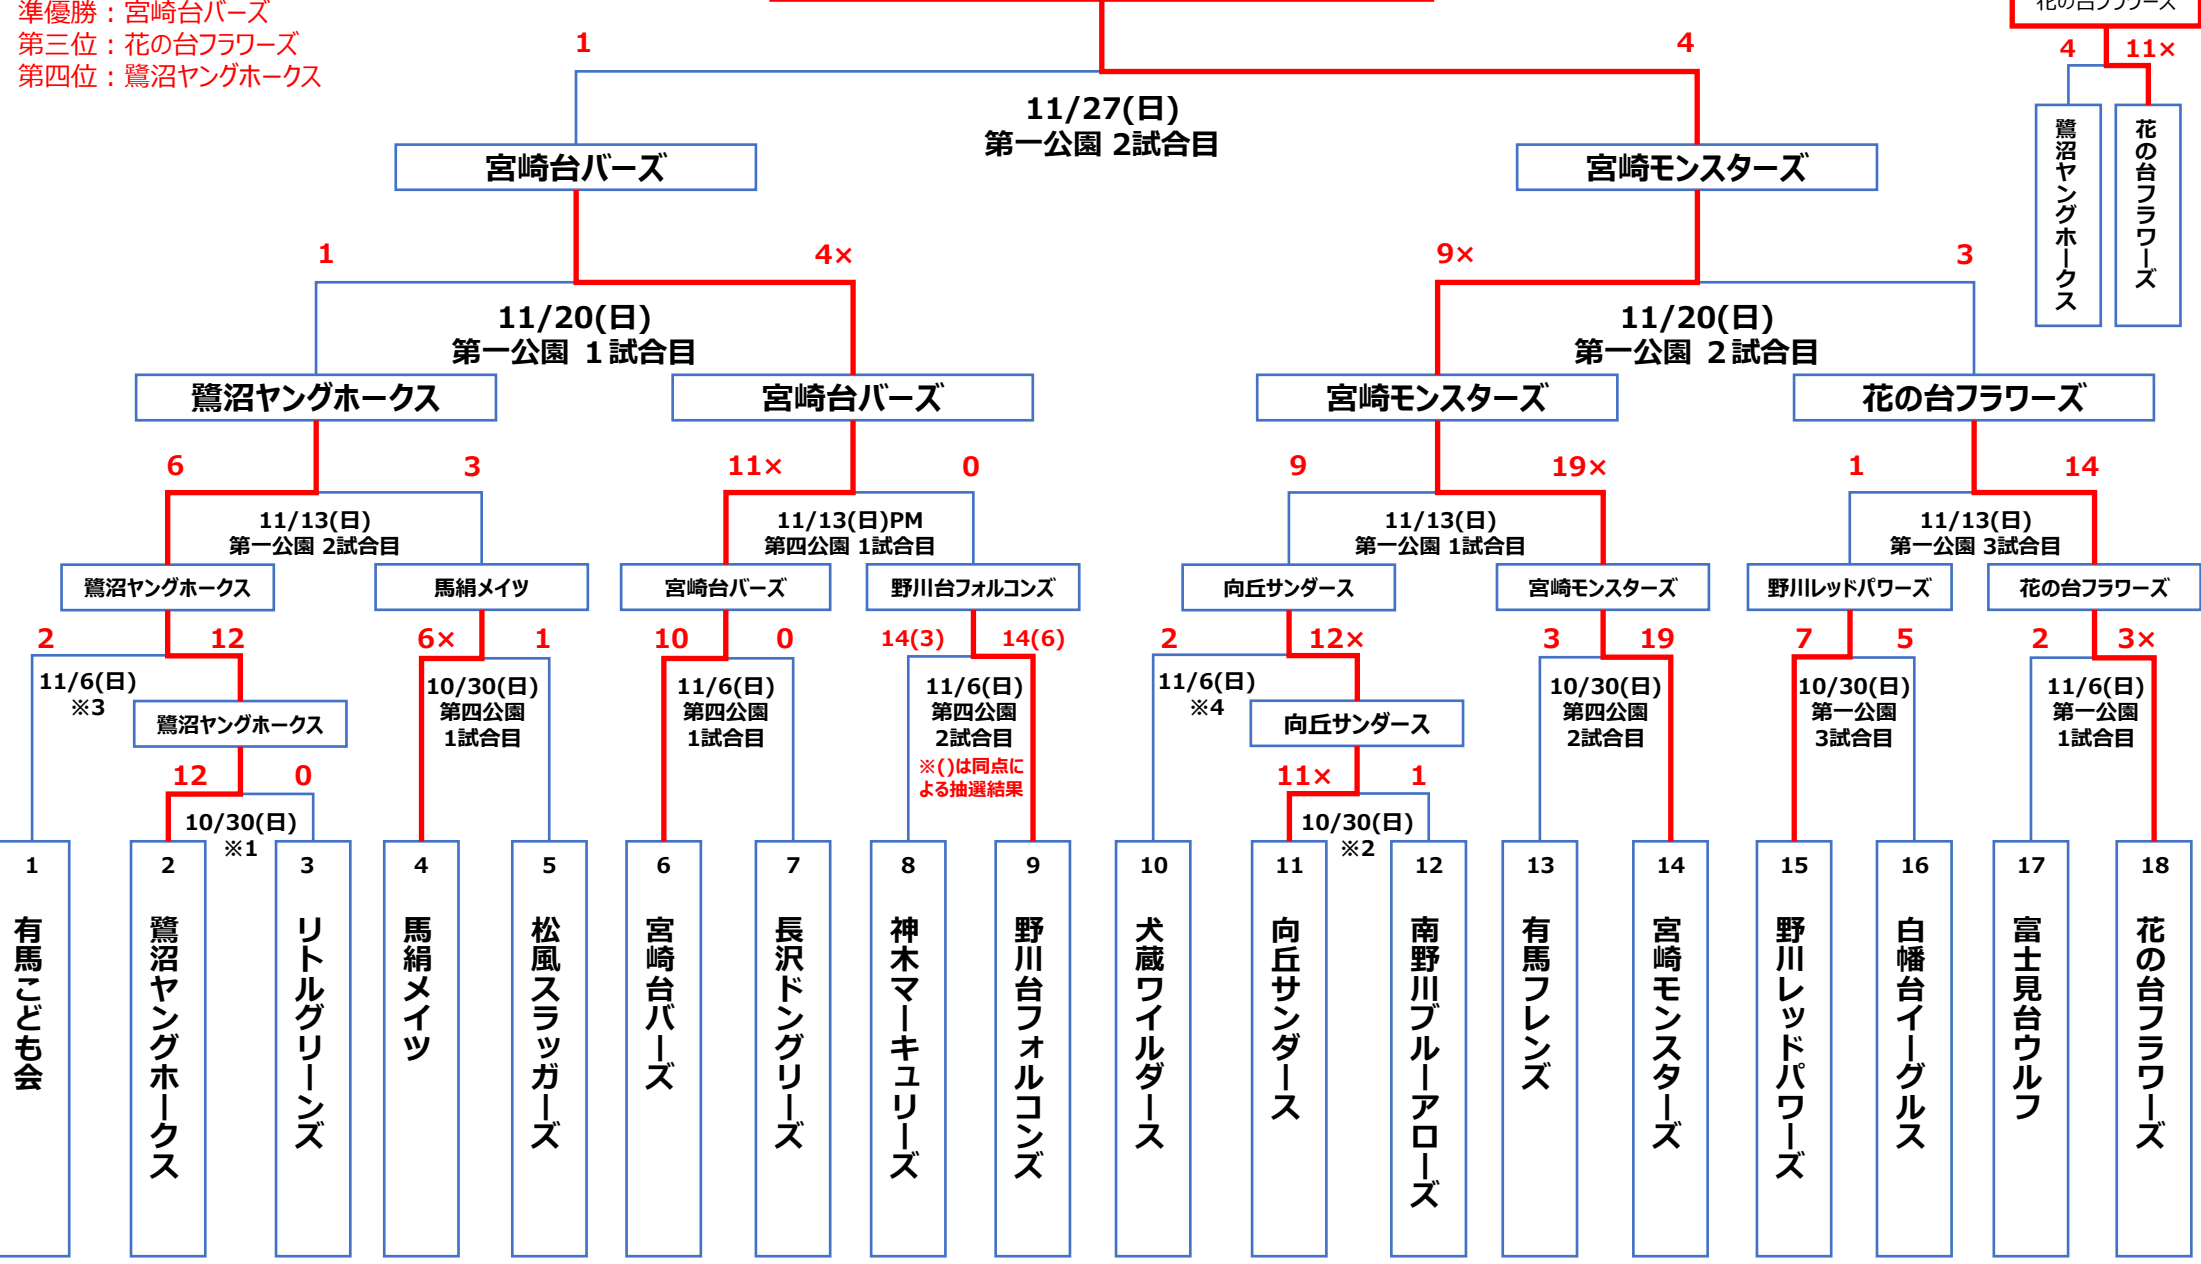 準優勝：宮崎台バーズ
第三位：花の台フラワーズ
第四位：鷺沼ヤングホークス
花の台フラワーズ
1
4
4
11×
11/27(日)
第一公園 2試合目
鷺沼ヤングホークス
花の台フラワーズ
宮崎台バーズ
宮崎モンスターズ
1
4×
9×
3
11/20(日)
第一公園 １試合目
11/20(日)
第一公園 ２試合目
鷺沼ヤングホークス
宮崎台バーズ
宮崎モンスターズ
花の台フラワーズ
6
3
11×
0
9
19×
1
14
11/13(日)
第一公園 2試合目
11/13(日)PM
第四公園 1試合目
11/13(日)
第一公園 1試合目
11/13(日)
第一公園 3試合目
鷺沼ヤングホークス
馬絹メイツ
宮崎台バーズ
野川台フォルコンズ
向丘サンダース
宮崎モンスターズ
野川レッドパワーズ
花の台フラワーズ
2
12
6×
1
10
0
14(3)
14(6)
2
12×
3
19
7
5
2
3×
11/6(日)
※3
10/30(日)
第四公園
1試合目
11/6(日)
第四公園
1試合目
11/6(日)
第四公園
2試合目
※()は同点に
よる抽選結果
11/6(日)
※4
10/30(日)
第四公園
2試合目
10/30(日)
第一公園
3試合目
11/6(日)
第一公園
1試合目
鷺沼ヤングホークス
向丘サンダース
12
0
11×
1
10/30(日)
※1
10/30(日)
※2
1
有馬こども会
2
鷺沼ヤングホークス
3
リトルグリーンズ
4
馬絹メイツ
5
松風スラッガーズ
6
宮崎台バーズ
7
長沢ドングリーズ
8
神木マーキュリーズ
9
野川台フォルコンズ
10
犬蔵ワイルダース
11
向丘サンダース
12
南野川ブルーアローズ
13
有馬フレンズ
14
宮崎モンスターズ
15
野川レッドパワーズ
16
白幡台イーグルス
17
富士見台ウルフ
18
花の台フラワーズ